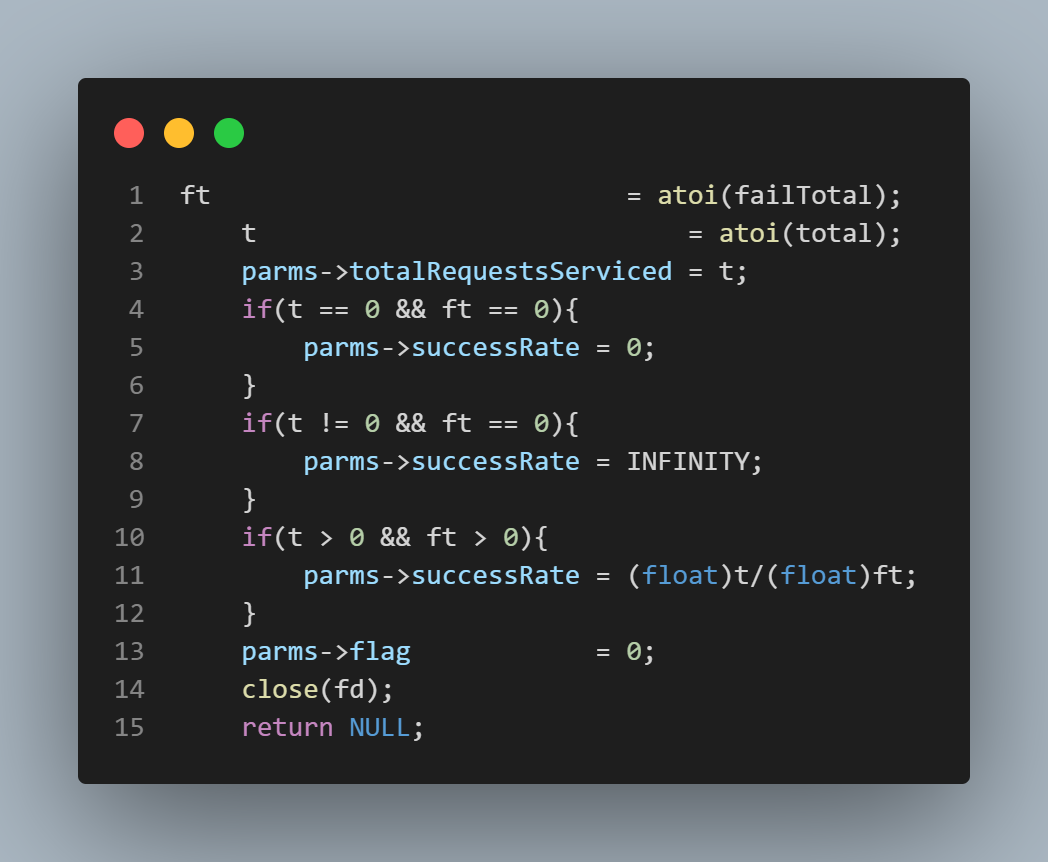 1 ft                             = atoi(failTotal);
2     t                            = atoi(total);
3     parms->totalRequestsServiced = t;
4     if(t == 0 && ft == 0){
5         parms->successRate = 0;
6     }
7     if(t != 0 && ft == 0){
8         parms->successRate = INFINITY;
9     }
10     if(t > 0 && ft > 0){
11         parms->successRate = (float)t/(float)ft;
12     }
13     parms->flag            = 0;
14     close(fd);
15     return NULL;